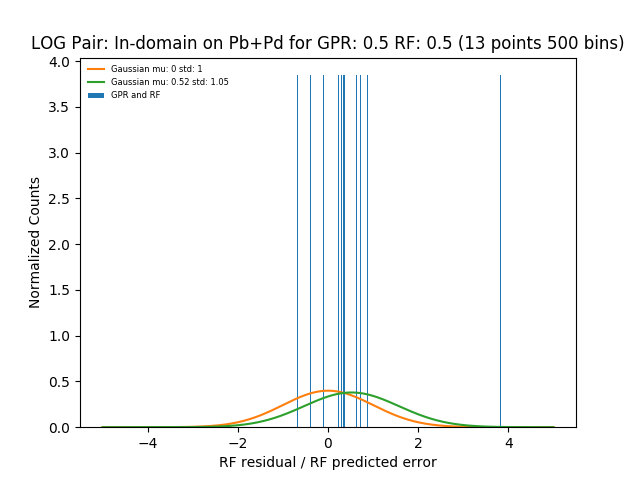 LOG Pair: In-domain on Pb+Pd for GPR: 0.5 RF: 0.5 (13 points 500 bins)
Gaussian mu: 0 std: 1
Gaussian mu: 0.52 std: 1.05
GPR and RF
Normalized Counts
4.0
3.5
3.0
2.5
2.0
1.5
1.0
0.5
0.0
−4
−2
0
2
4
RF residual / RF predicted error